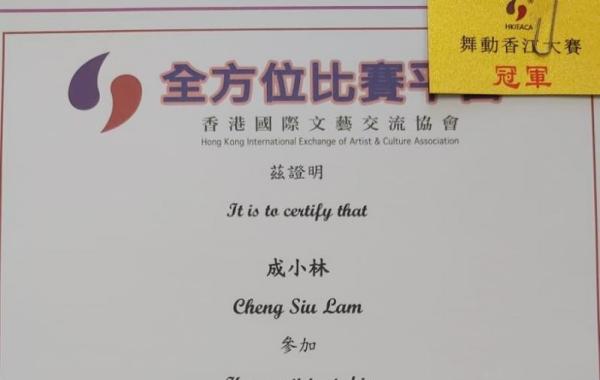 HKIEACA
舞動香江大賽
冠軍
全方位比賽平
香港國際文藝交流協會
Hong Kong International Exchange of Artist & Culture Association
茲證明
It is to certify that
成小林
Cheng Siu Lam
參加